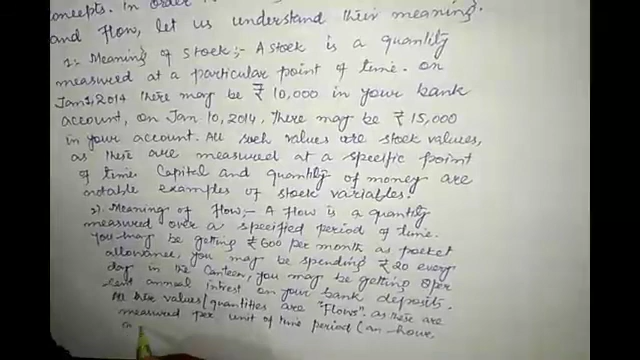 concepts. In order
and Flow, let us understand their meaning.
1:- Meaning of Stock:- A Stock is a quantity
measured at a particular point of time. On
Jan 1, 2014 there may be ₹ 10,000 in your bank
account, on Jan 10, 2014, there may be ₹ 15,000
in your account. All such values are stock values,
as these are measured at a specific point
of time. Capital and quantity of money are
notable examples of stock variables.
2). Meaning of Flow:- A flow is a quantity
measured over a specified period of time.
You may be getting ₹ 600 per month as pocket
allowance, you may be spending ₹ 20 every
day in the Canteen, you may be getting 0 per
cent annual interest on your bank deposits.
All these values/quantities are "Flows". as these are
measured per unit of time period (an hour,